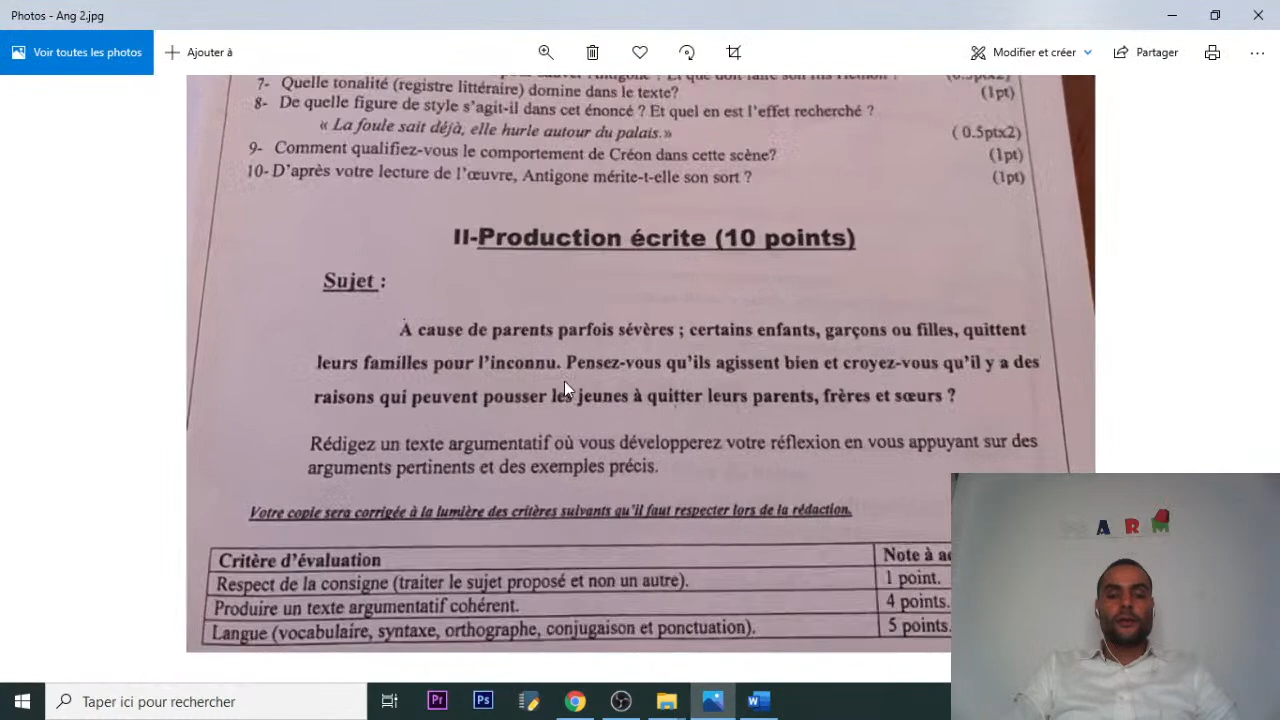 Photos - Ang 2.jpg
Voir toutes les photos
Ajouter à
Modifier et créer
Partager
7- Quelle tonalité (registre littéraire) domine dans le texte? (1pt)
8- De quelle figure de style s'agit-il dans cet énoncé ? Et quel en est l'effet recherché ?
« La foule sait déjà, elle hurle autour du palais.» ( 0.5ptx2)
9- Comment qualifiez-vous le comportement de Créon dans cette scène? (1pt)
10- D'après votre lecture de l'œuvre, Antigone mérite-t-elle son sort ? (1pt)
II-Production écrite (10 points)
Sujet :
A cause de parents parfois sévères ; certains enfants, garçons ou filles, quittent
leurs familles pour l'inconnu. Pensez-vous qu'ils agissent bien et croyez-vous qu'il y a des
raisons qui peuvent pousser les jeunes à quitter leurs parents, frères et sœurs ?
Rédigez un texte argumentatif où vous développerez votre réflexion en vous appuyant sur des
arguments pertinents et des exemples précis.
Votre copie sera corrigée à la lumière des critères suivants qu'il faut respecter lors de la rédaction.
Critère d'évaluation Note à
Respect de la consigne (traiter le sujet proposé et non un autre). 1 point.
Produire un texte argumentatif cohérent. 4 points.
Langue (vocabulaire, syntaxe, orthographe, conjugaison et ponctuation). 5 points.
A R M
Taper ici pour rechercher
Pr
Ps
W